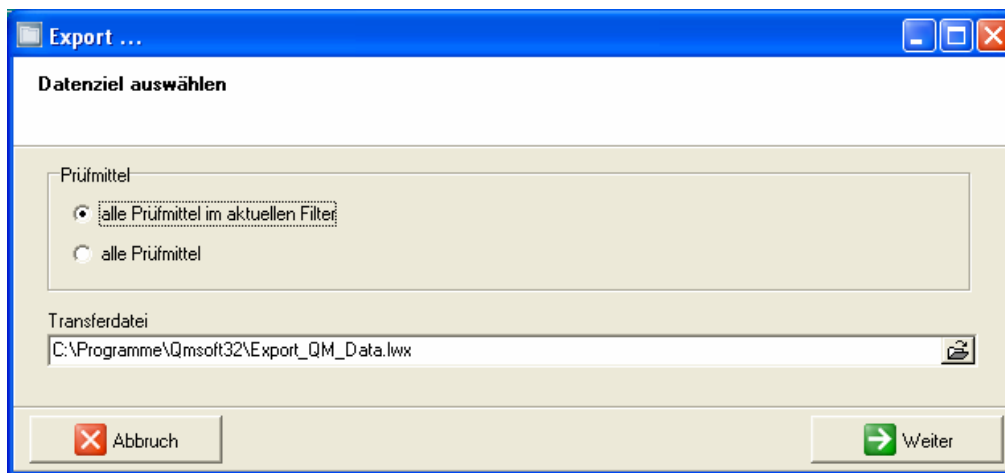 Export ...
Datenziel auswählen
Prüfmittel
alle Prüfmittel im aktuellen Filter
alle Prüfmittel
Transferdatei
C:\Programme\Qmsoft32\Export_QM_Data.lwx
Abbruch
Weiter